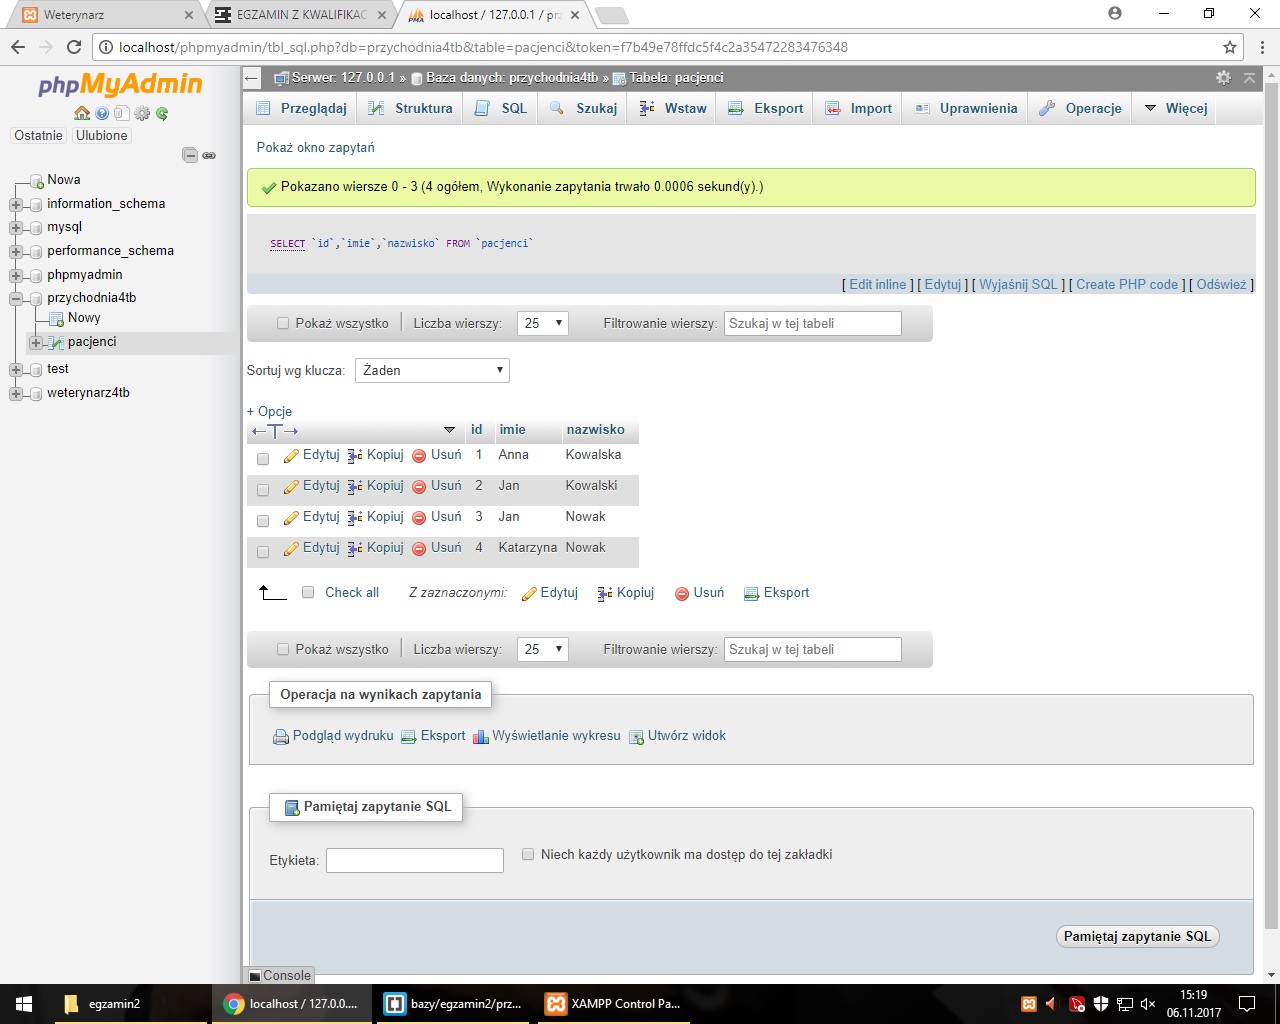 Weterynarz
EGZAMIN Z KWALIFIKAC
localhost / 127.0.0.1 / prz
localhost/phpmyadmin/tbl_sql.php?db=przychodnia4tb&table=pacjenci&token=f7b49e78ffdc5f4c2a35472283476348
phpMyAdmin
Ostatnie
Ulubione
Nowa
information_schema
mysql
performance_schema
phpmyadmin
przychodnia4tb
Nowy
pacjenci
test
weterynarz4tb
Serwer: 127.0.0.1 » Baza danych: przychodnia4tb » Tabela: pacjenci
Przeglądaj Struktura SQL Szukaj Wstaw Eksport Import Uprawnienia Operacje Więcej
Pokaż okno zapytań
Pokazano wiersze 0 - 3 (4 ogółem, Wykonanie zapytania trwało 0.0006 sekund(y).)
SELECT `id`,`imie`,`nazwisko` FROM `pacjenci`
[ Edit inline ] [ Edytuj ] [ Wyjaśnij SQL ] [ Create PHP code ] [ Odśwież ]
Pokaż wszystko Liczba wierszy: 25 Filtrowanie wierszy: Szukaj w tej tabeli
Sortuj wg klucza: Żaden
+ Opcje
id imie nazwisko
Edytuj Kopiuj Usuń 1 Anna Kowalska
Edytuj Kopiuj Usuń 2 Jan Kowalski
Edytuj Kopiuj Usuń 3 Jan Nowak
Edytuj Kopiuj Usuń 4 Katarzyna Nowak
Check all Z zaznaczonymi: Edytuj Kopiuj Usuń Eksport
Pokaż wszystko Liczba wierszy: 25 Filtrowanie wierszy: Szukaj w tej tabeli
Operacja na wynikach zapytania
Podgląd wydruku Eksport Wyświetlanie wykresu Utwórz widok
Pamiętaj zapytanie SQL
Etykieta: Niech każdy użytkownik ma dostęp do tej zakładki
Pamiętaj zapytanie SQL
Console
egzamin2
localhost / 127.0.0....
bazy/egzamin2/prz...
XAMPP Control Pa...
15:19
06.11.2017